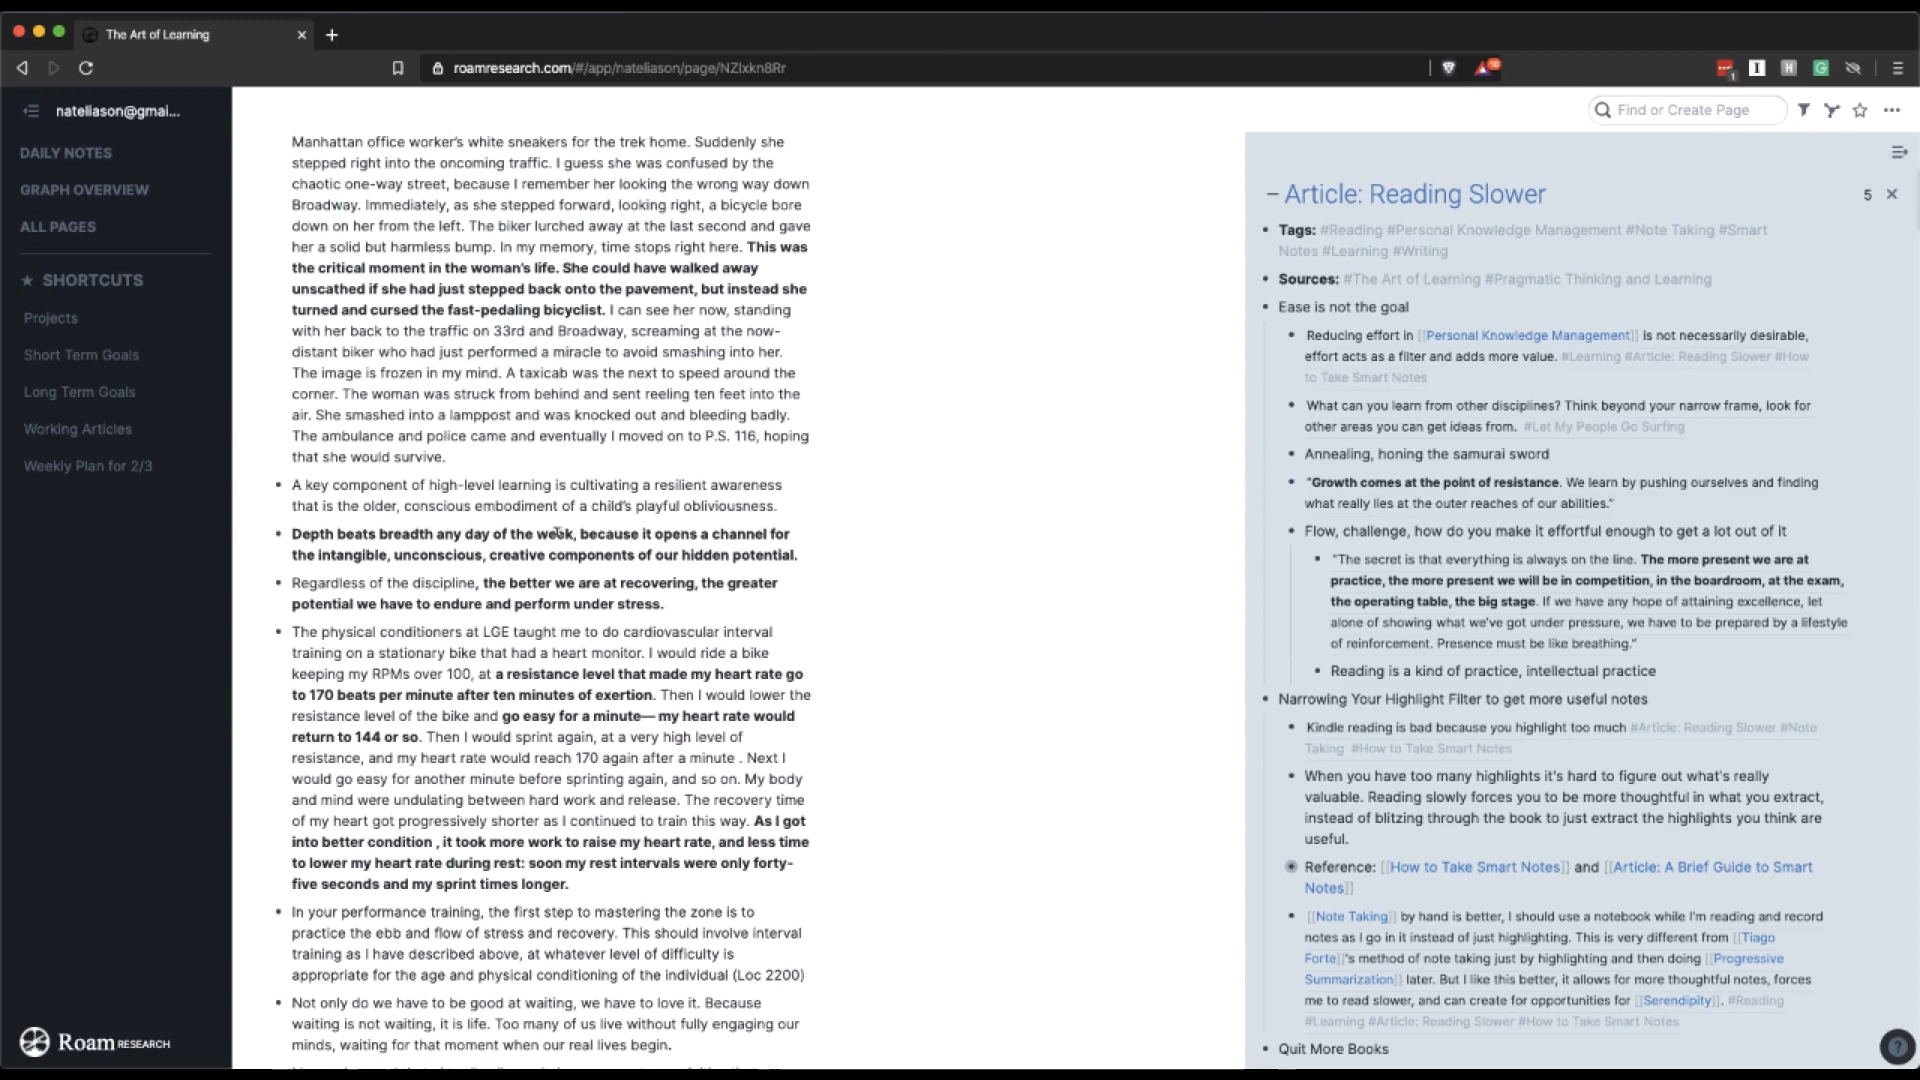 The Art of Learning
roamresearch.com/#/app/nateliason/page/NZlxkn8Rr
10
1
nateliason@gmai...
DAILY NOTES
GRAPH OVERVIEW
ALL PAGES
★ SHORTCUTS
Projects
Short Term Goals
Long Term Goals
Working Articles
Weekly Plan for 2/3
Roam RESEARCH
Find or Create Page
Manhattan office worker's white sneakers for the trek home. Suddenly she
stepped right into the oncoming traffic. I guess she was confused by the
chaotic one-way street, because I remember her looking the wrong way down
Broadway. Immediately, as she stepped forward, looking right, a bicycle bore
down on her from the left. The biker lurched away at the last second and gave
her a solid but harmless bump. In my memory, time stops right here. This was
the critical moment in the woman's life. She could have walked away
unscathed if she had just stepped back onto the pavement, but instead she
turned and cursed the fast-pedaling bicyclist. I can see her now, standing
with her back to the traffic on 33rd and Broadway, screaming at the now-
distant biker who had just performed a miracle to avoid smashing into her.
The image is frozen in my mind. A taxicab was the next to speed around the
corner. The woman was struck from behind and sent reeling ten feet into the
air. She smashed into a lamppost and was knocked out and bleeding badly.
The ambulance and police came and eventually I moved on to P.S. 116, hoping
that she would survive.
• A key component of high-level learning is cultivating a resilient awareness
that is the older, conscious embodiment of a child's playful obliviousness.
• Depth beats breadth any day of the week, because it opens a channel for
the intangible, unconscious, creative components of our hidden potential.
• Regardless of the discipline, the better we are at recovering, the greater
potential we have to endure and perform under stress.
• The physical conditioners at LGE taught me to do cardiovascular interval
training on a stationary bike that had a heart monitor. I would ride a bike
keeping my RPMs over 100, at a resistance level that made my heart rate go
to 170 beats per minute after ten minutes of exertion. Then I would lower the
resistance level of the bike and go easy for a minute— my heart rate would
return to 144 or so. Then I would sprint again, at a very high level of
resistance, and my heart rate would reach 170 again after a minute . Next I
would go easy for another minute before sprinting again, and so on. My body
and mind were undulating between hard work and release. The recovery time
of my heart got progressively shorter as I continued to train this way. As I got
into better condition , it took more work to raise my heart rate, and less time
to lower my heart rate during rest: soon my rest intervals were only forty-
five seconds and my sprint times longer.
• In your performance training, the first step to mastering the zone is to
practice the ebb and flow of stress and recovery. This should involve interval
training as I have described above, at whatever level of difficulty is
appropriate for the age and physical conditioning of the individual (Loc 2200)
• Not only do we have to be good at waiting, we have to love it. Because
waiting is not waiting, it is life. Too many of us live without fully engaging our
minds, waiting for that moment when our real lives begin.
– Article: Reading Slower
5
• Tags: #Reading #Personal Knowledge Management #Note Taking #Smart
Notes #Learning #Writing
• Sources: #The Art of Learning #Pragmatic Thinking and Learning
• Ease is not the goal
• Reducing effort in [[Personal Knowledge Management]] is not necessarily desirable,
effort acts as a filter and adds more value. #Learning #Article: Reading Slower #How
to Take Smart Notes
• What can you learn from other disciplines? Think beyond your narrow frame, look for
other areas you can get ideas from. #Let My People Go Surfing
• Annealing, honing the samurai sword
• "Growth comes at the point of resistance. We learn by pushing ourselves and finding
what really lies at the outer reaches of our abilities."
• Flow, challenge, how do you make it effortful enough to get a lot out of it
• "The secret is that everything is always on the line. The more present we are at
practice, the more present we will be in competition, in the boardroom, at the exam,
the operating table, the big stage. If we have any hope of attaining excellence, let
alone of showing what we've got under pressure, we have to be prepared by a lifestyle
of reinforcement. Presence must be like breathing."
• Reading is a kind of practice, intellectual practice
• Narrowing Your Highlight Filter to get more useful notes
• Kindle reading is bad because you highlight too much #Article: Reading Slower #Note
Taking #How to Take Smart Notes
• When you have too many highlights it's hard to figure out what's really
valuable. Reading slowly forces you to be more thoughtful in what you extract,
instead of blitzing through the book to just extract the highlights you think are
useful.
• Reference: [[How to Take Smart Notes]] and [[Article: A Brief Guide to Smart
Notes]]
• [[Note Taking]] by hand is better, I should use a notebook while I'm reading and record
notes as I go in it instead of just highlighting. This is very different from [[Tiago
Forte]]'s method of note taking just by highlighting and then doing [[Progressive
Summarization]] later. But I like this better, it allows for more thoughtful notes, forces
me to read slower, and can create for opportunities for [[Serendipity]]. #Reading
#Learning #Article: Reading Slower #How to Take Smart Notes
• Quit More Books
?